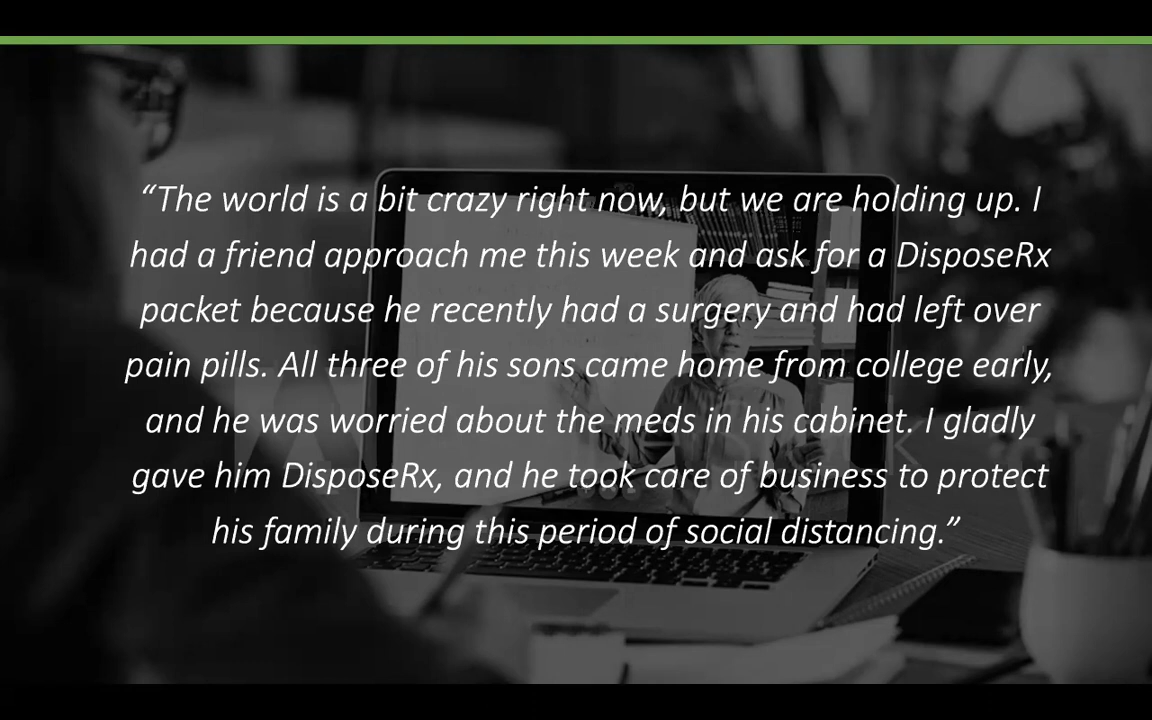 “The world is a bit crazy right now, but we are holding up. I
had a friend approach me this week and ask for a DisposeRx
packet because he recently had a surgery and had left over
pain pills. All three of his sons came home from college early,
and he was worried about the meds in his cabinet. I gladly
gave him DisposeRx, and he took care of business to protect
his family during this period of social distancing.”